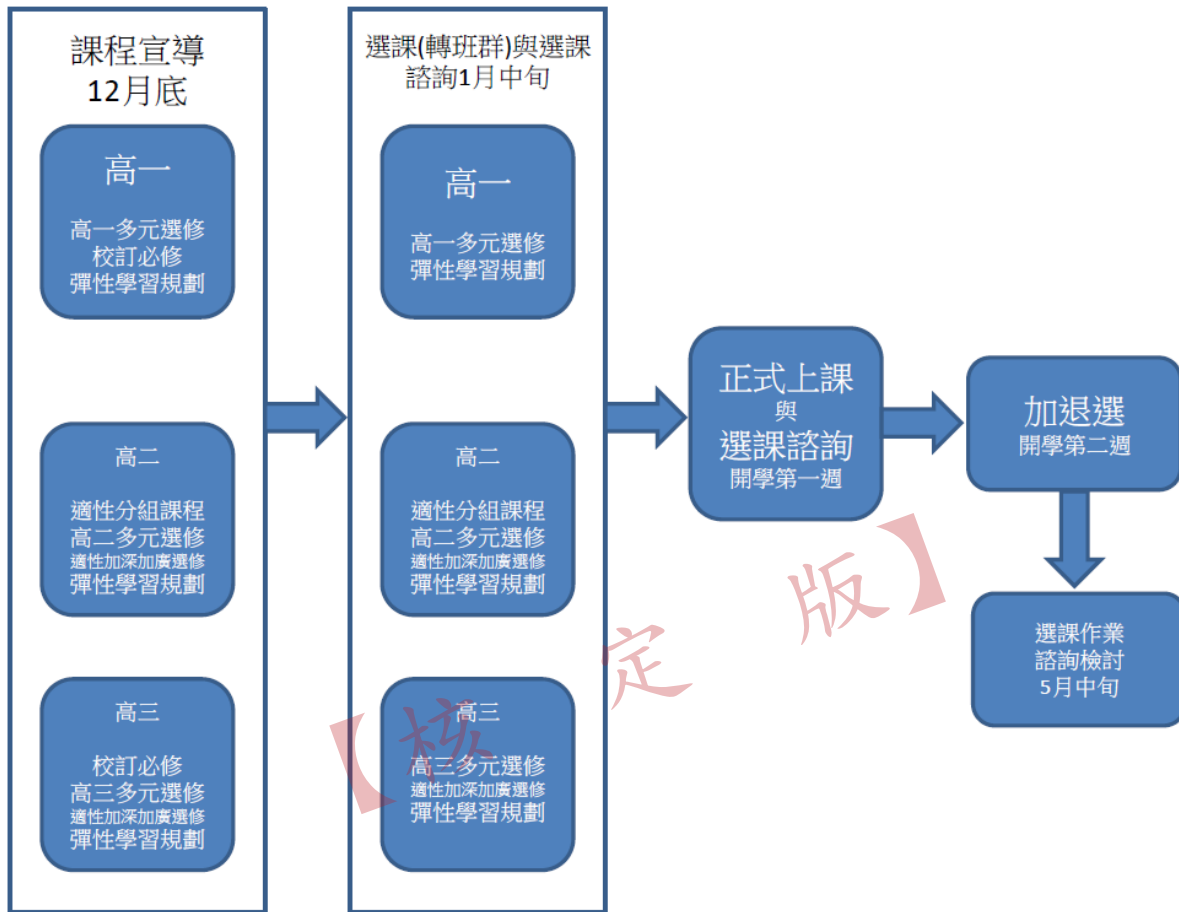 課程宣導
12月底
高一
高一多元選修
校訂必修
彈性學習規劃
高二
適性分組課程
高二多元選修
適性加深加廣選修
彈性學習規劃
高三
校訂必修
高三多元選修
適性加深加廣選修
彈性學習規劃
選課(轉班群)與選課
諮詢1月中旬
高一
高一多元選修
彈性學習規劃
高二
適性分組課程
高二多元選修
適性加深加廣選修
彈性學習規劃
高三
高三多元選修
適性加深加廣選修
彈性學習規劃
正式上課
與
選課諮詢
開學第一週
加退選
開學第二週
選課作業
諮詢檢討
5月中旬
【核定版】